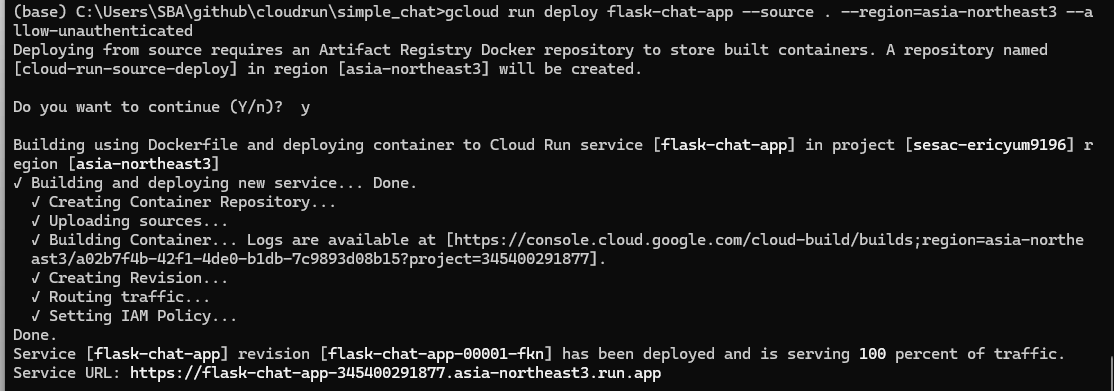 (base) C:\Users\SBA\github\cloudrun\simple_chat>gcloud run deploy flask-chat-app --source . --region=asia-northeast3 --a
llow-unauthenticated
Deploying from source requires an Artifact Registry Docker repository to store built containers. A repository named
[cloud-run-source-deploy] in region [asia-northeast3] will be created.

Do you want to continue (Y/n)?  y

Building using Dockerfile and deploying container to Cloud Run service [flask-chat-app] in project [sesac-ericyum9196] r
egion [asia-northeast3]
✓ Building and deploying new service... Done.
  ✓ Creating Container Repository...
  ✓ Uploading sources...
  ✓ Building Container... Logs are available at [https://console.cloud.google.com/cloud-build/builds;region=asia-northe
  ast3/a02b7f4b-42f1-4de0-b1db-7c9893d08b15?project=345400291877].
  ✓ Creating Revision...
  ✓ Routing traffic...
  ✓ Setting IAM Policy...
Done.
Service [flask-chat-app] revision [flask-chat-app-00001-fkn] has been deployed and is serving 100 percent of traffic.
Service URL: https://flask-chat-app-345400291877.asia-northeast3.run.app